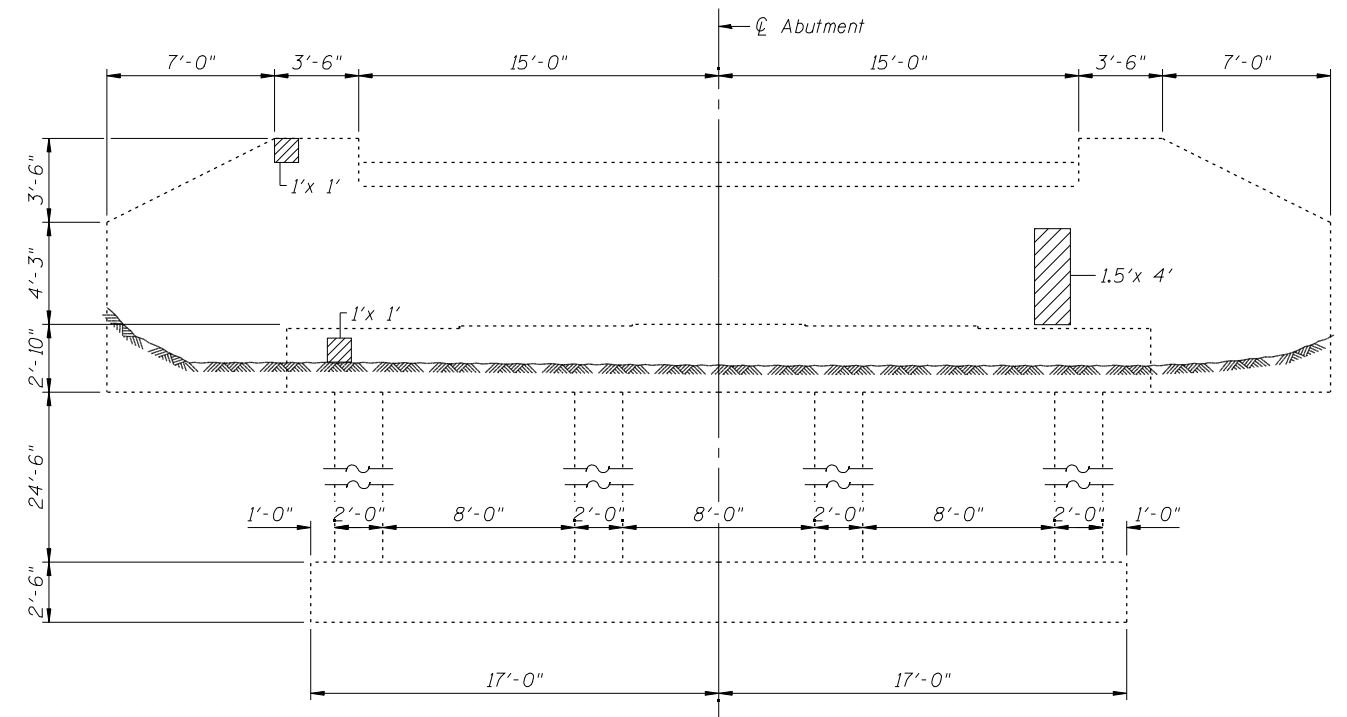 ℄ Abutment
7'-0" 3'-6" 15'-0" 15'-0" 3'-6" 7'-0"
3'-6"
1'x 1'
4'-3"
1.5'x 4'
1'x 1'
2'-10"
24'-6"
1'-0" 2'-0" 8'-0" 2'-0" 8'-0" 2'-0" 8'-0" 2'-0" 1'-0"
2'-6"
17'-0" 17'-0"